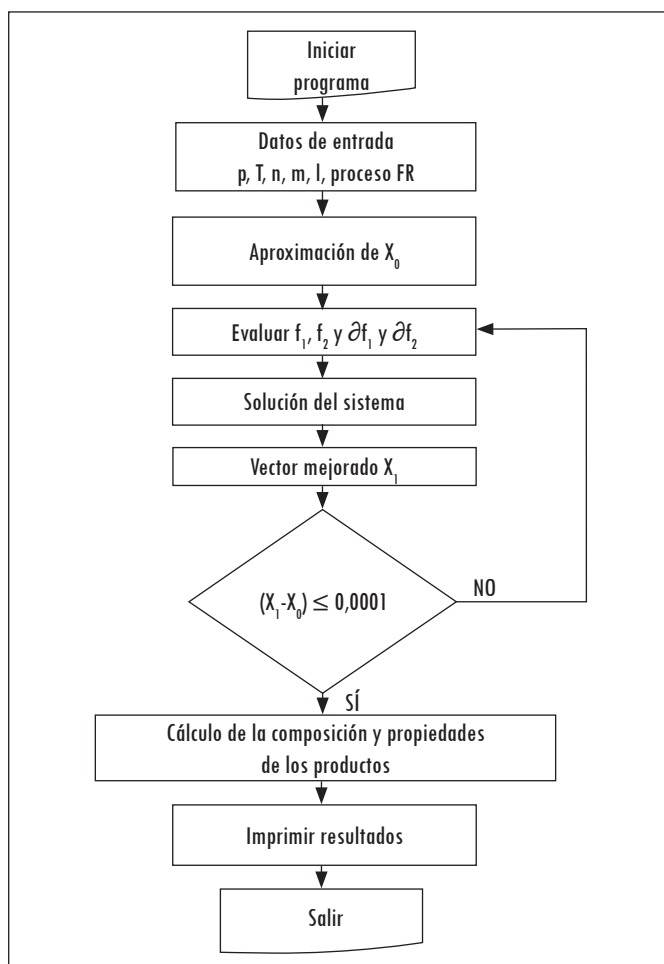 Iniciar
programa
Datos de entrada
p, T, n, m, l, proceso FR
Aproximación de X₀
Evaluar f₁, f₂ y ∂f₁ y ∂f₂
Solución del sistema
Vector mejorado X₁
(X₁-X₀) ≤ 0,0001
NO
SÍ
Cálculo de la composición y propiedades
de los productos
Imprimir resultados
Salir